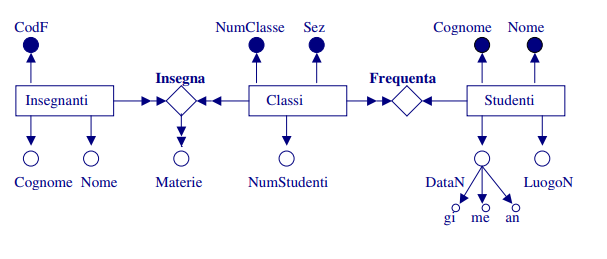 CodF NumClasse Sez Cognome Nome
Insegna Frequenta
Insegnanti Classi Studenti
Cognome Nome Materie NumStudenti DataN LuogoN
gi me an